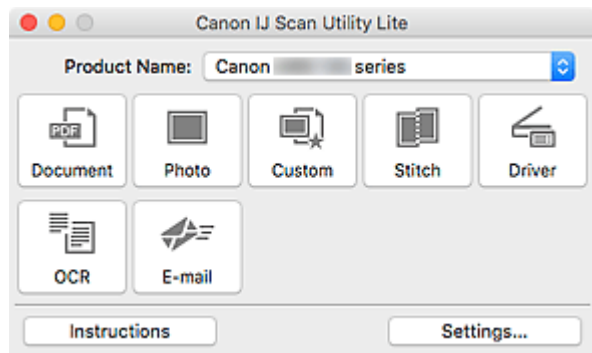 Canon IJ Scan Utility Lite
Product Name: Canon series
PDF
Document Photo Custom Stitch Driver
OCR E-mail
Instructions Settings...